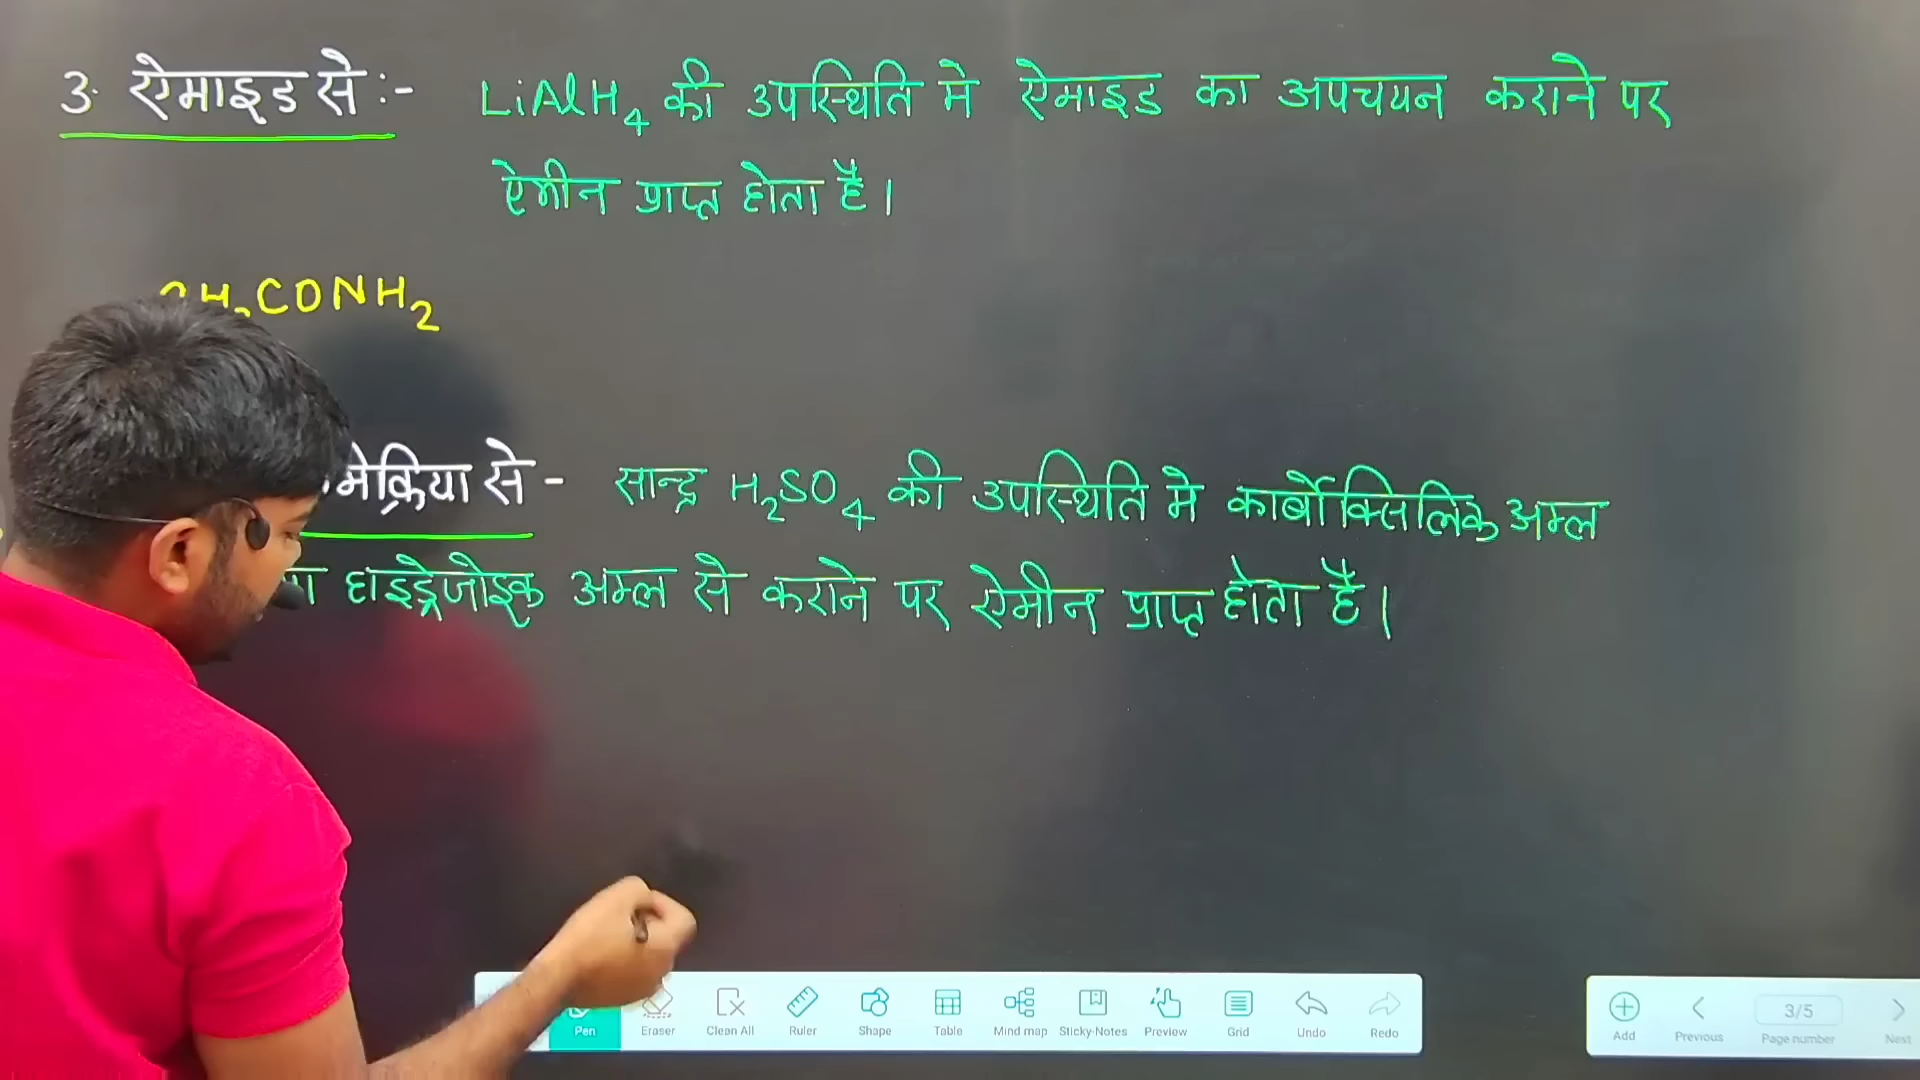 3. ऐमाइड से :- LiAlH4 की उपस्थिति मे ऐमाइड का अपचयन कराने पर
ऐमीन प्राप्त होता है।
CONH2
से - सान्द्र H2SO4 की उपस्थिति मे कार्बोक्सिलिक अम्ल
हाइड्रेजोइक अम्ल से कराने पर ऐमीन प्राप्त होता है।
Pen Eraser Clean All Ruler Shape Table Mind map Sticky-Notes Preview Grid Undo Redo
3/5
Add Previous Page number Next